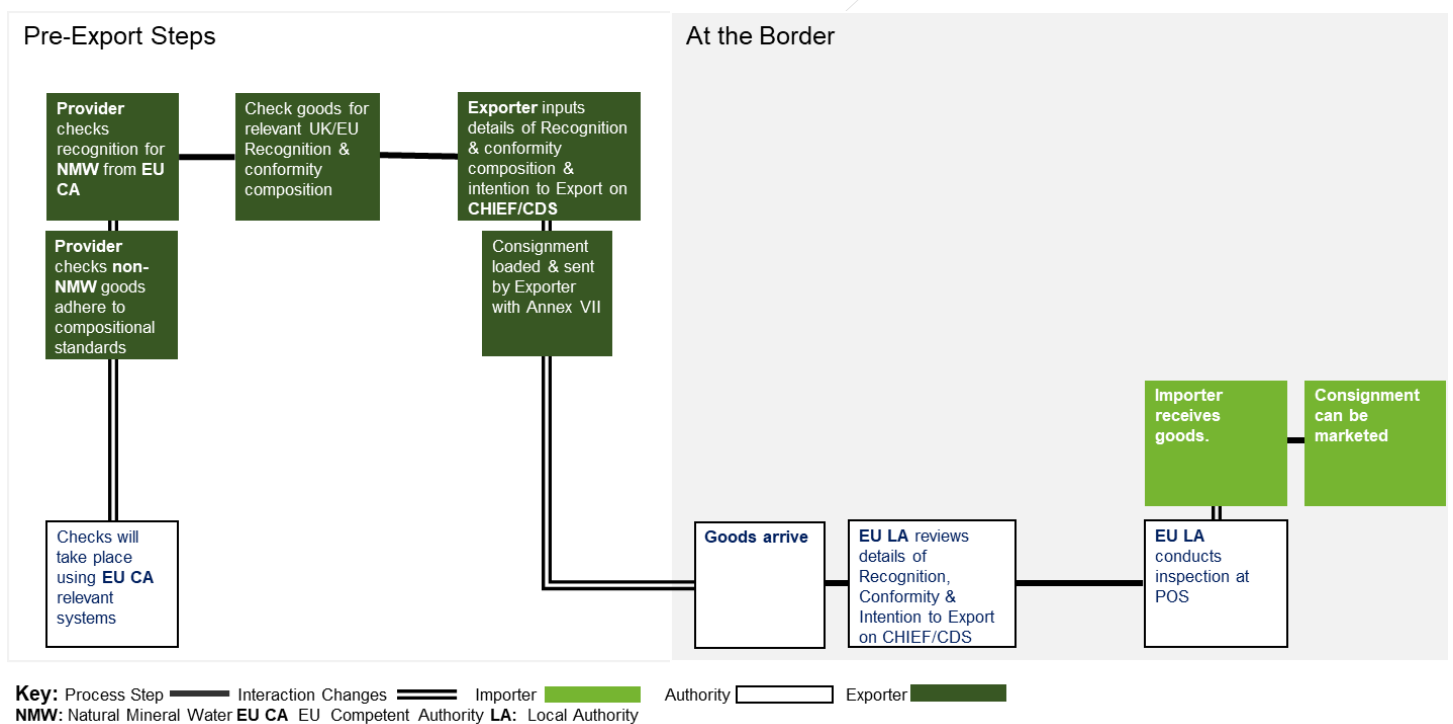 Pre-Export Steps
At the Border
Provider
checks
recognition for
NMW from EU
CA
Check goods for
relevant UK/EU
Recognition &
conformity
composition
Exporter inputs
details of Recognition
& conformity
composition &
intention to Export on
CHIEF/CDS
Provider
checks non-
NMW goods
adhere to
compositional
standards
Consignment
loaded & sent
by Exporter
with Annex VII
Checks will
take place
using EU CA
relevant
systems
Goods arrive
EU LA reviews
details of
Recognition,
Conformity &
Intention to Export
on CHIEF/CDS
EU LA
conducts
inspection at
POS
Importer
receives
goods.
Consignment
can be
marketed
Key: Process Step Interaction Changes Importer Authority Exporter
NMW: Natural Mineral Water EU CA EU Competent Authority LA: Local Authority